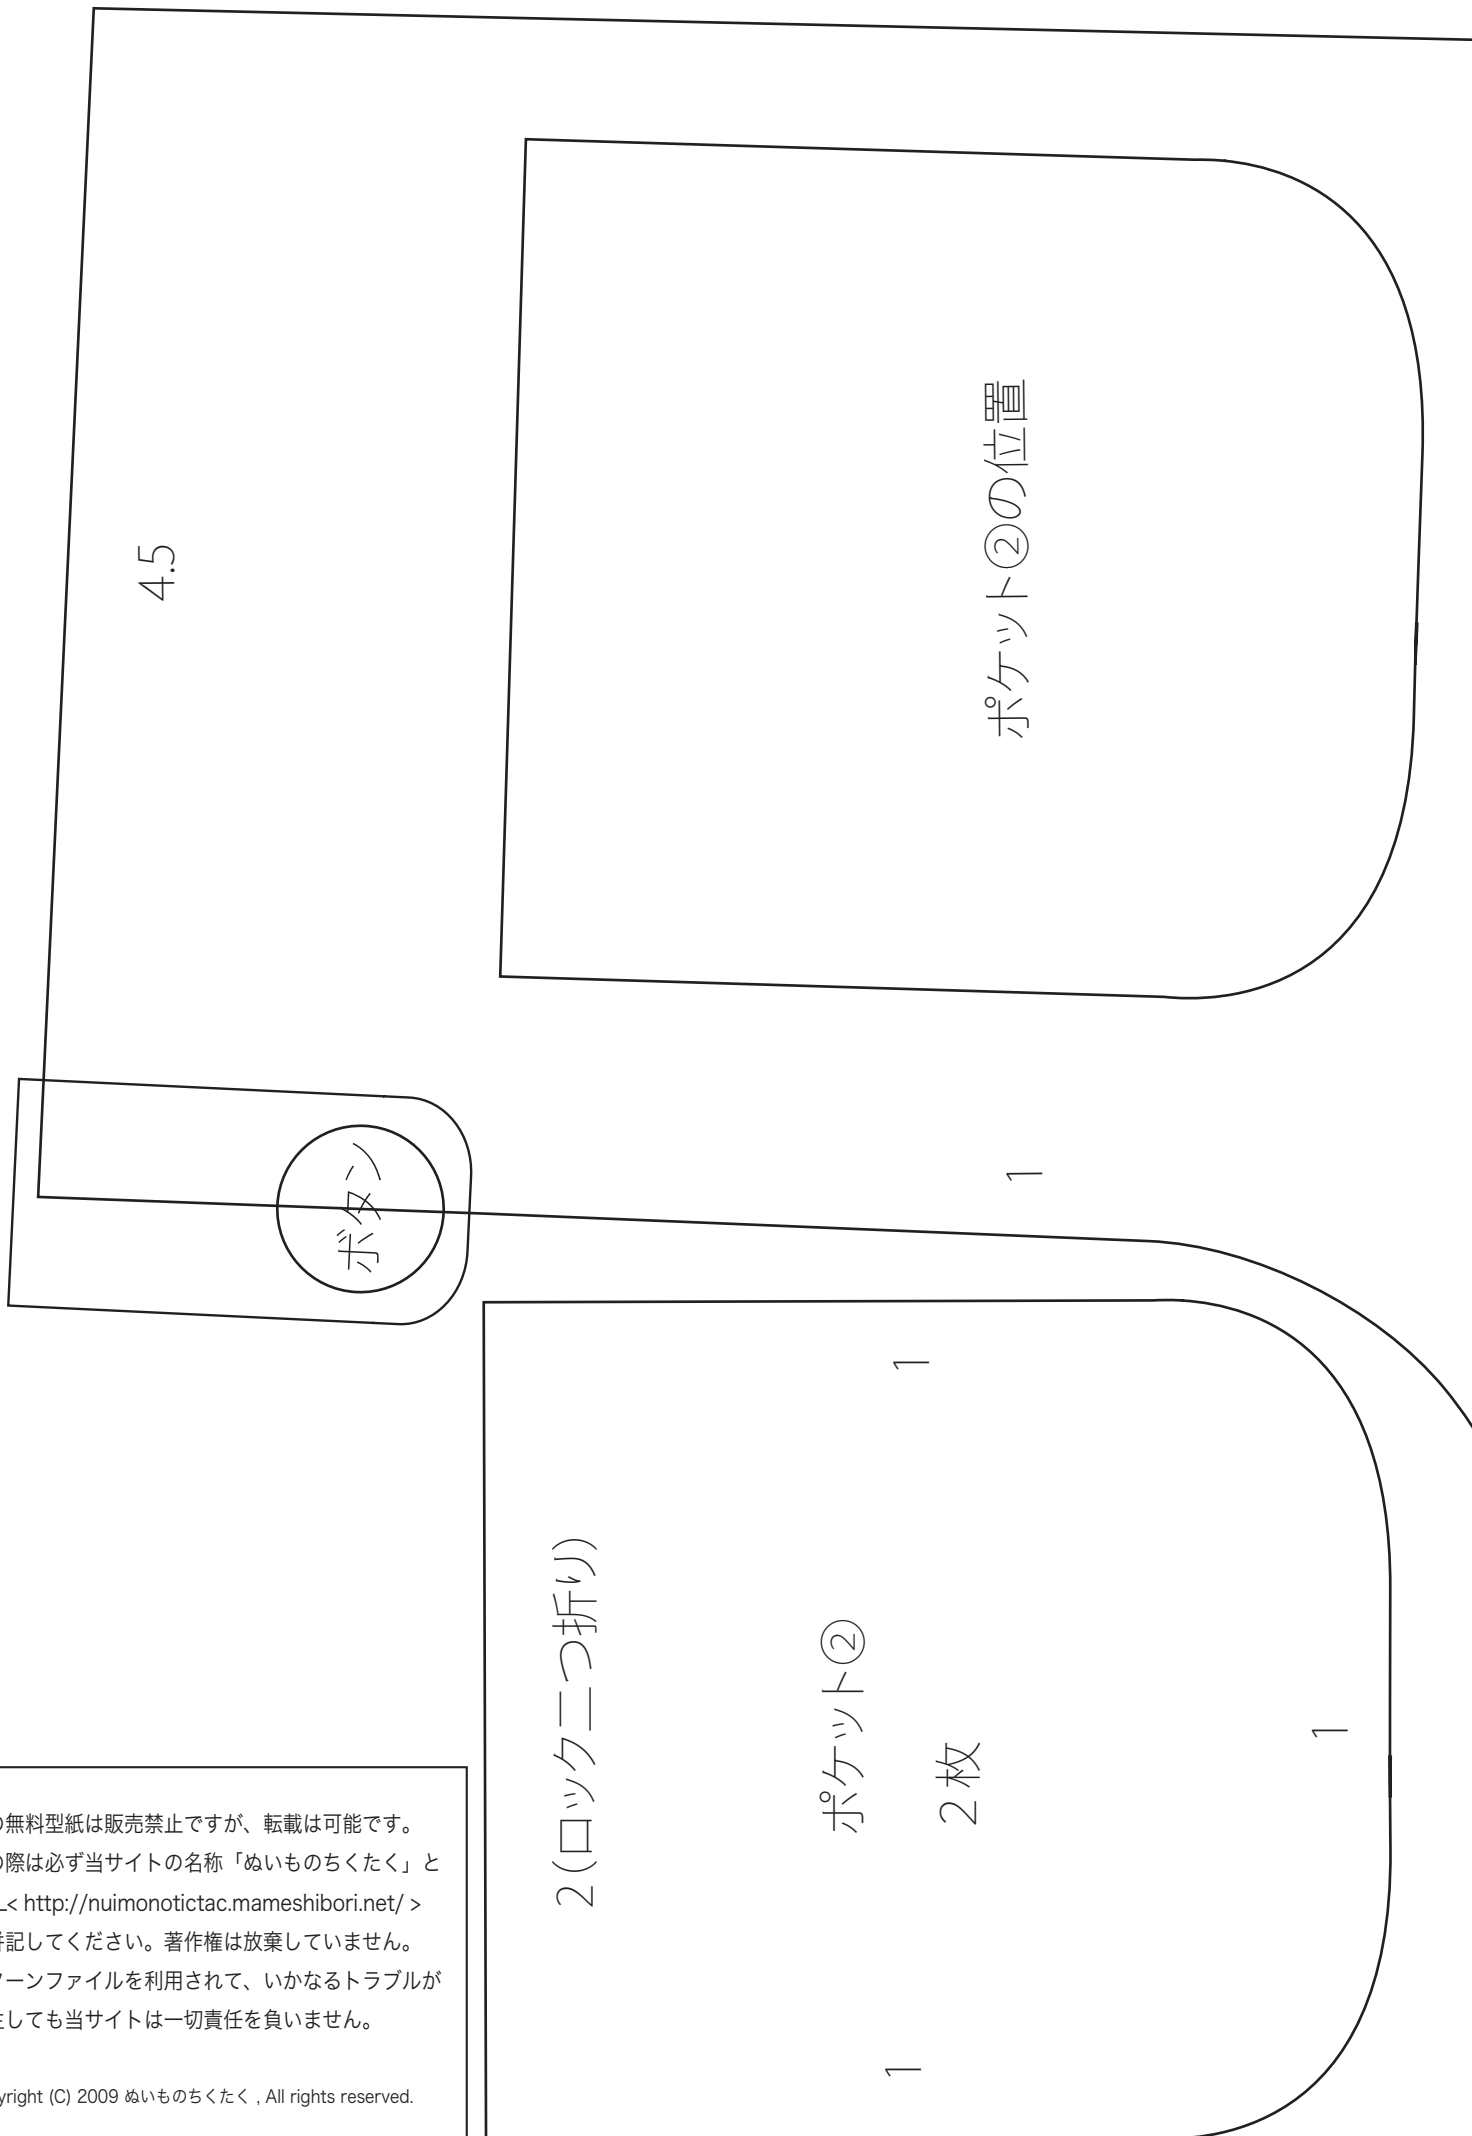 4.5
ポケット②の位置
ボタン
1
1
2(ロック二つ折り)
ポケット②
2枚
1
1
の無料型紙は販売禁止ですが、転載は可能です。
の際は必ず当サイトの名称「ぬいものちくたく」と
< http://nuimonotictac.mameshibori.net/ >
記してください。著作権は放棄していません。
ターンファイルを利用されて、いかなるトラブルが
しても当サイトは一切責任を負いません。
yright (C) 2009 ぬいものちくたく , All rights reserved.